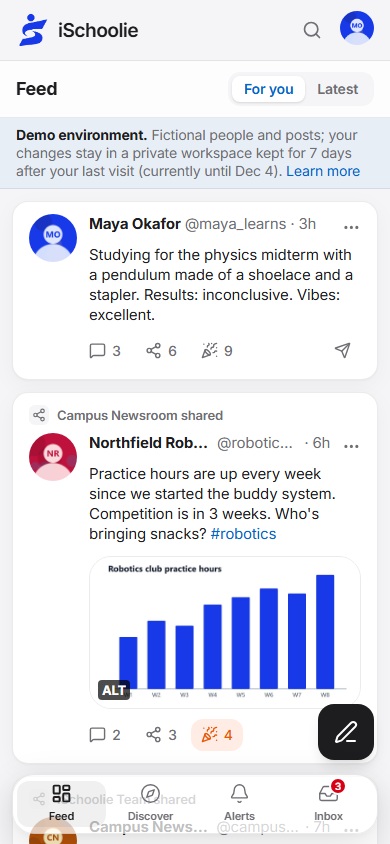 iSchoolie
MO
Feed
For you
Latest
Demo environment. Fictional people and posts; your
changes stay in a private workspace kept for 7 days
after your last visit (currently until Dec 4). Learn more
MO
Maya Okafor @maya_learns · 3h
Studying for the physics midterm with
a pendulum made of a shoelace and a
stapler. Results: inconclusive. Vibes:
excellent.
3
6
9
Campus Newsroom shared
NR
Northfield Rob... @robotic... · 6h
Practice hours are up every week
since we started the buddy system.
Competition is in 3 weeks. Who's
bringing snacks? #robotics
Robotics club practice hours
W2 W3 W4 W5 W6 W7 W8
ALT
2
3
4
iSchoolie Team shared
CN
Campus News... @campus... · 7h
Feed
Discover
Alerts
3
Inbox